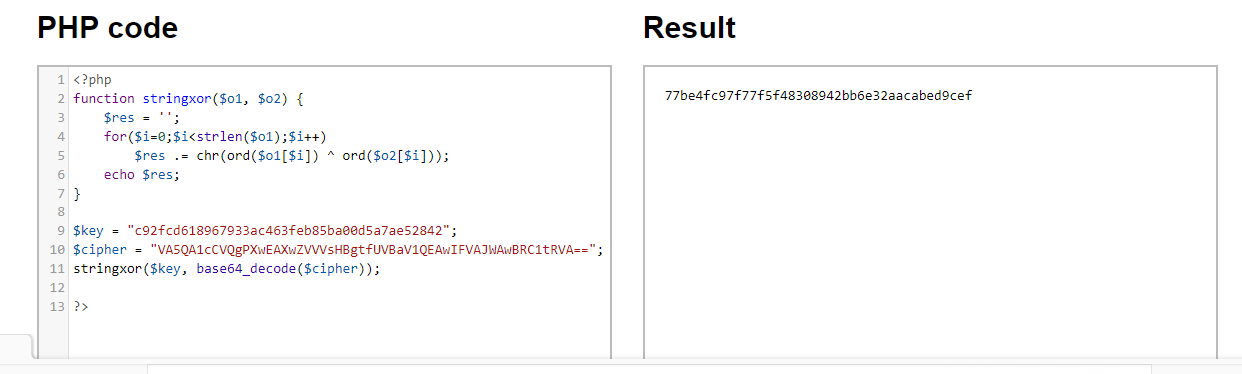 PHP code
Result
1 <?php
2 function stringxor($o1, $o2) {
3 $res = '';
4 for($i=0;$i<strlen($o1);$i++)
5 $res .= chr(ord($o1[$i]) ^ ord($o2[$i]));
6 echo $res;
7 }
8
9 $key = "c92fcd618967933ac463feb85ba00d5a7ae52842";
10 $cipher = "VA5QA1cCVQgPXwEAXwZVVVsHBgtfUVBaV1QEAwIFVAJWAwBRC1tRVA==";
11 stringxor($key, base64_decode($cipher));
12
13 ?>
77be4fc97f77f5f48308942bb6e32aacabed9cef